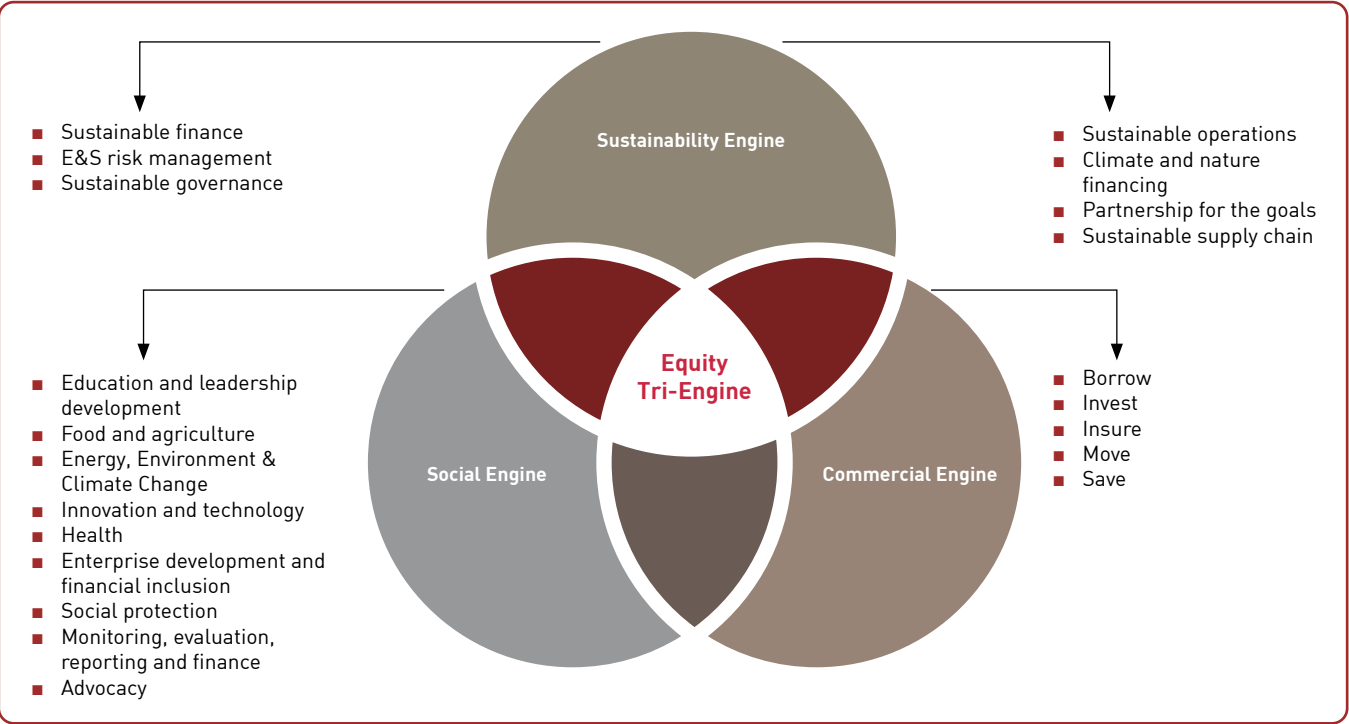 Sustainability Engine
Sustainable finance
E&S risk management
Sustainable governance
Sustainable operations
Climate and nature
financing
Partnership for the goals
Sustainable supply chain
Equity
Tri-Engine
Social Engine
Commercial Engine
Education and leadership
development
Food and agriculture
Energy, Environment &
Climate Change
Innovation and technology
Health
Enterprise development and
financial inclusion
Social protection
Monitoring, evaluation,
reporting and finance
Advocacy
Borrow
Invest
Insure
Move
Save